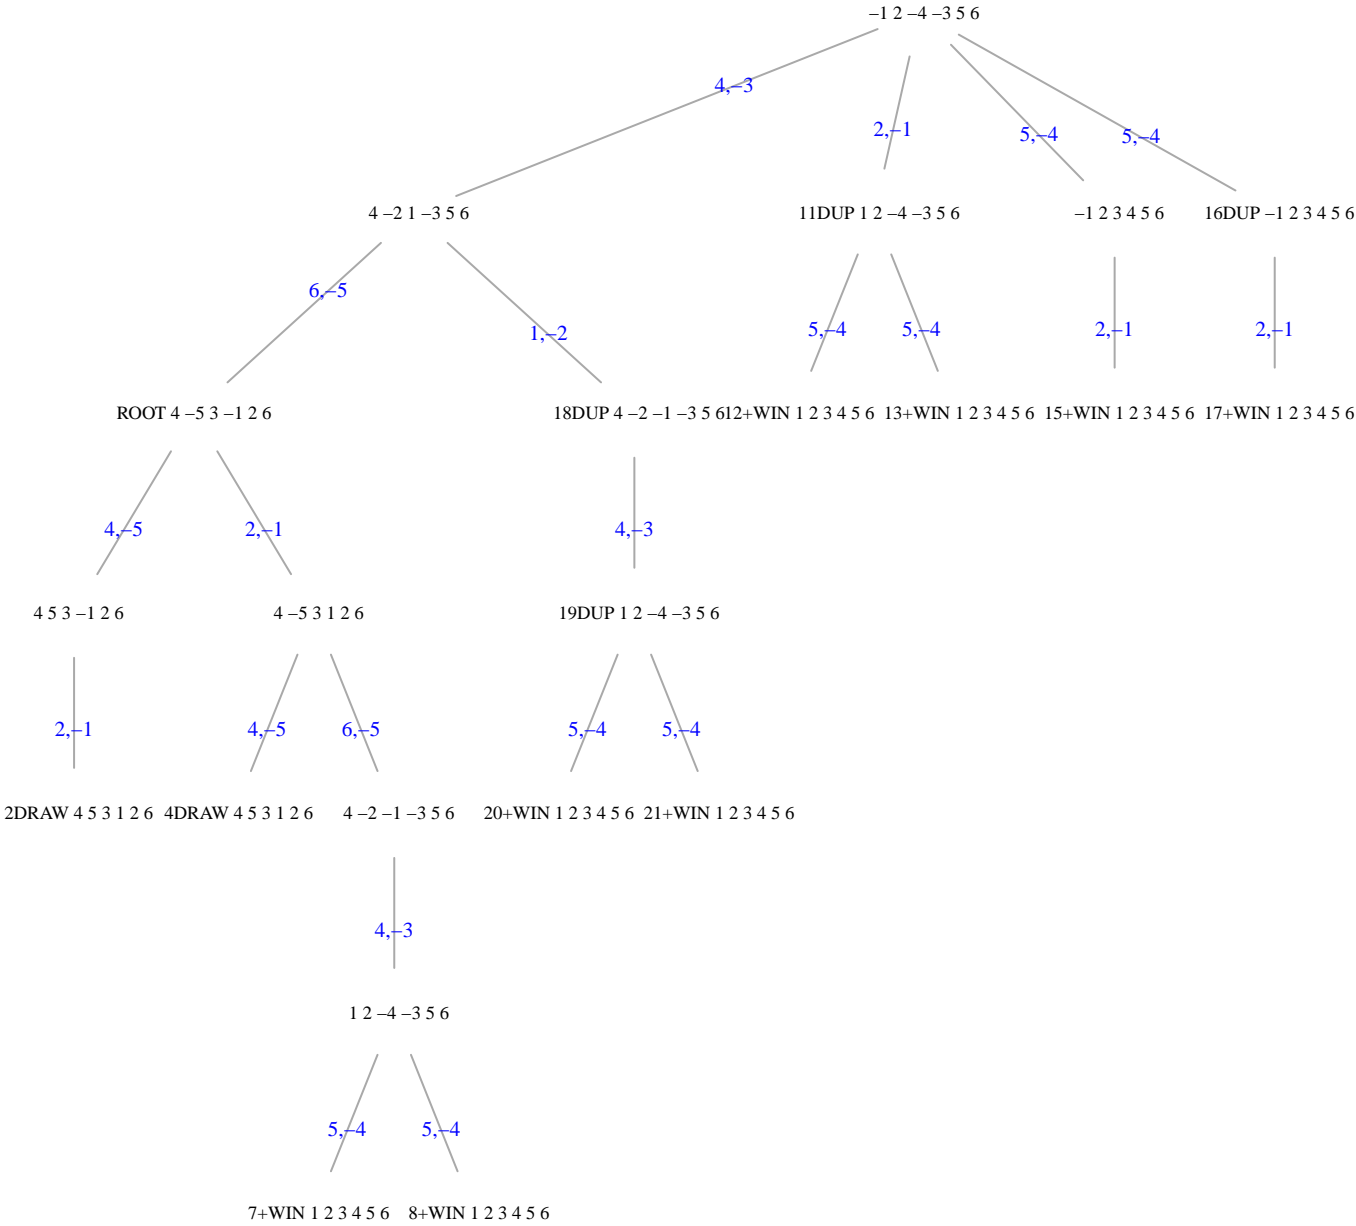 –1 2 –4 –3 5 6
4,–3
2,–1
5,–4
5,–4
4 –2 1 –3 5 6
11DUP 1 2 –4 –3 5 6
–1 2 3 4 5 6
16DUP –1 2 3 4 5 6
6,–5
1,–2
5,–4
5,–4
2,–1
2,–1
ROOT 4 –5 3 –1 2 6
18DUP 4 –2 –1 –3 5 6
12+WIN 1 2 3 4 5 6
13+WIN 1 2 3 4 5 6
15+WIN 1 2 3 4 5 6
17+WIN 1 2 3 4 5 6
4,–5
2,–1
4,–3
4 5 3 –1 2 6
4 –5 3 1 2 6
19DUP 1 2 –4 –3 5 6
2,–1
4,–5
6,–5
5,–4
5,–4
2DRAW 4 5 3 1 2 6
4DRAW 4 5 3 1 2 6
4 –2 –1 –3 5 6
20+WIN 1 2 3 4 5 6
21+WIN 1 2 3 4 5 6
4,–3
1 2 –4 –3 5 6
5,–4
5,–4
7+WIN 1 2 3 4 5 6
8+WIN 1 2 3 4 5 6